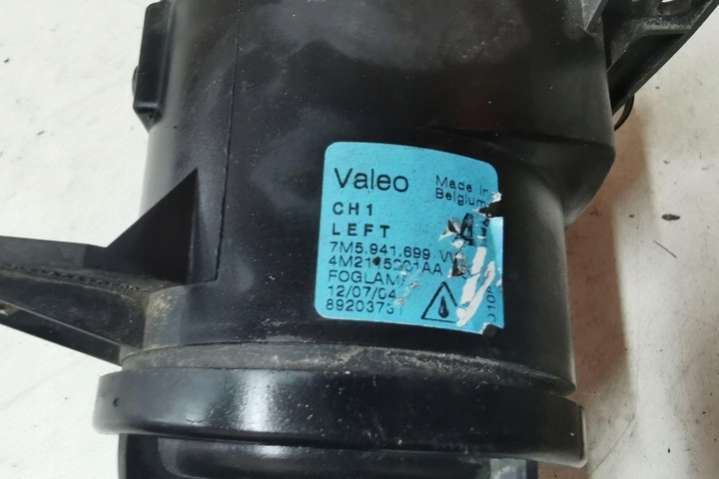 Valeo
Made in
Belgium
CH1
LEFT
7M5.941.699
FOGLAMP
12/07/04